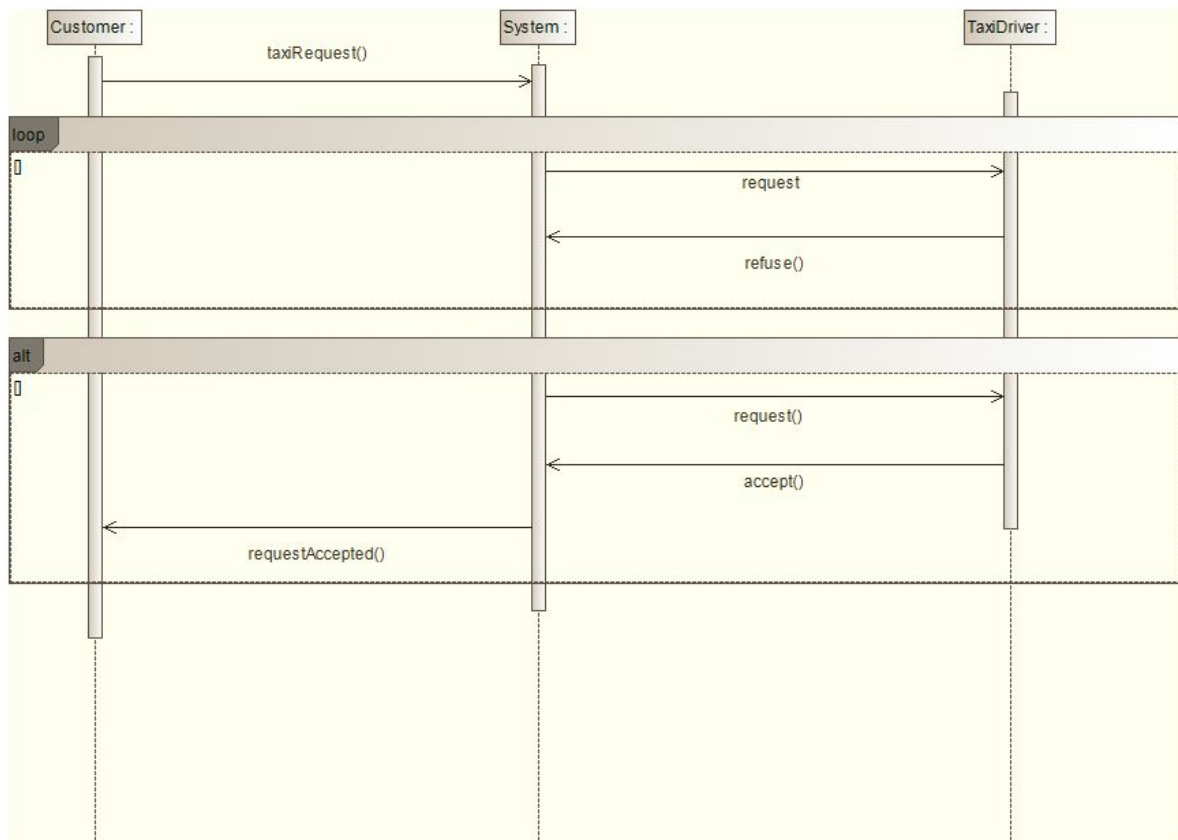 Customer :
System :
TaxiDriver :
taxiRequest()
loop
[]
request
refuse()
alt
[]
request()
accept()
requestAccepted()